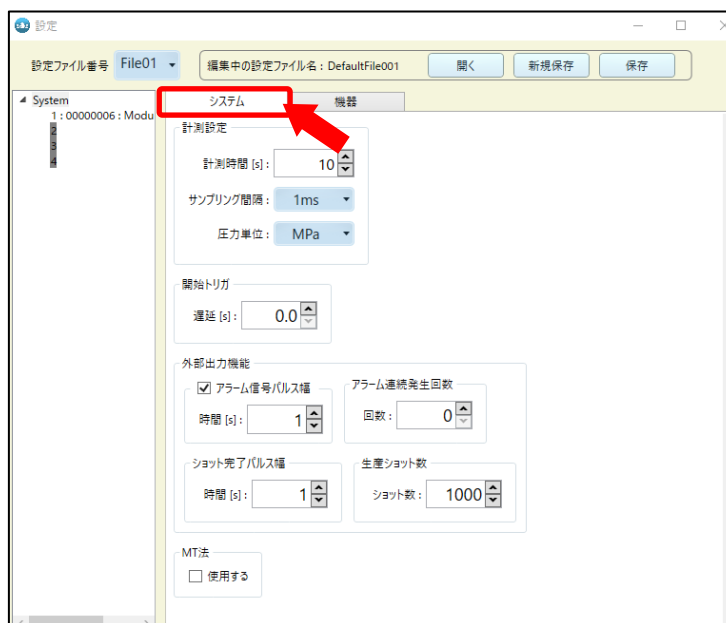 設定
設定ファイル番号 File01 編集中の設定ファイル名：DefaultFile001 開く 新規保存 保存
System
1 : 00000006 : Modu
2
3
4
システム 機器
計測設定
計測時間 [s] : 10
サンプリング間隔 : 1ms
圧力単位 : MPa
開始トリガ
遅延 [s] : 0.0
外部出力機能
アラーム信号パルス幅 アラーム連続発生回数
時間 [s] : 1 回数 : 0
ショット完了パルス幅 生産ショット数
時間 [s] : 1 ショット数 : 1000
MT法
使用する